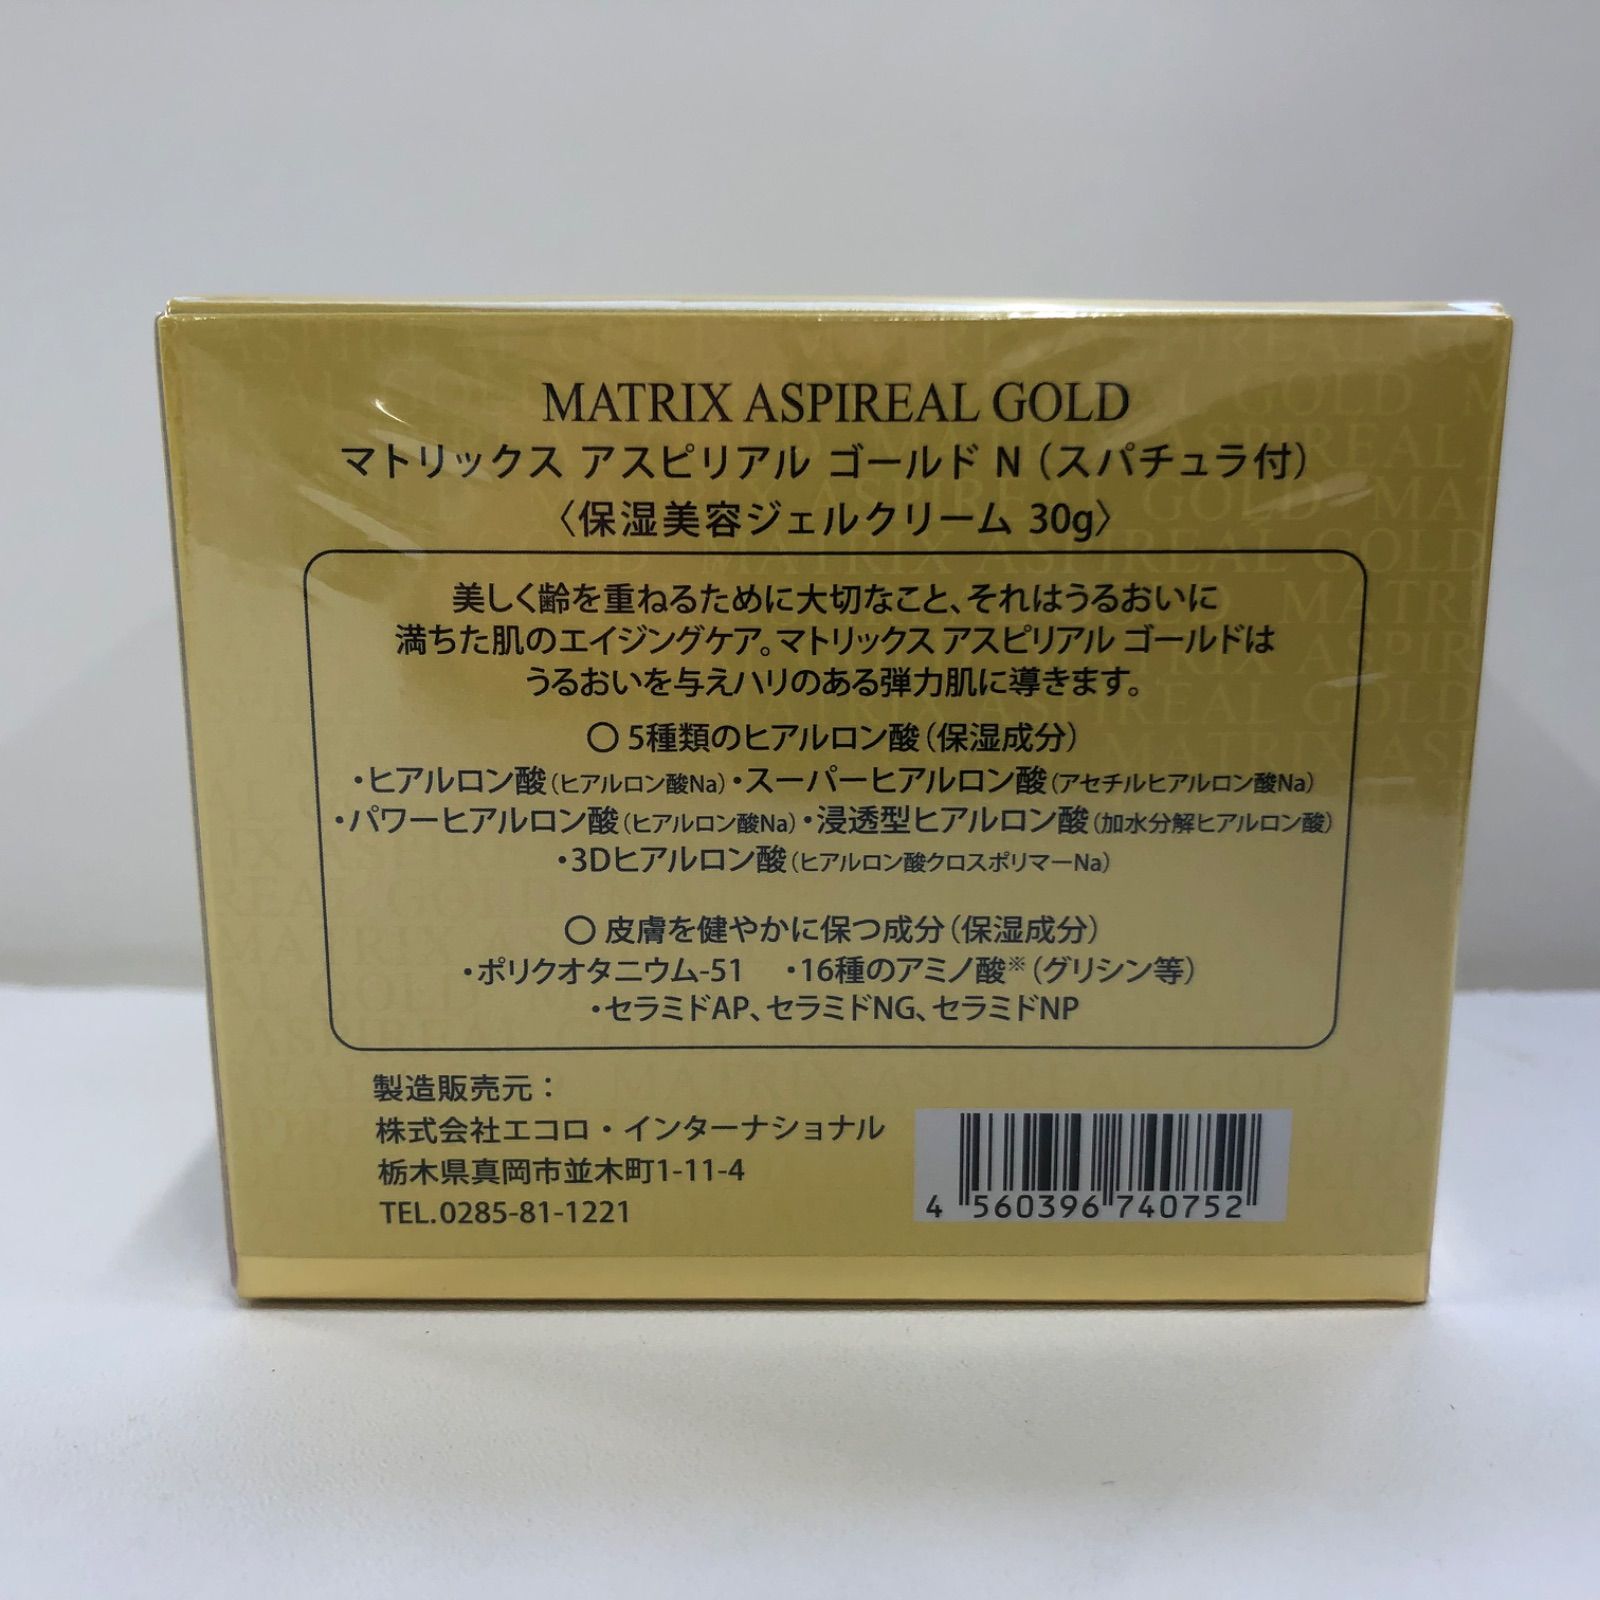 MATRIX ASPIREAL GOLD
マトリックス アスピリアル ゴールド N（スパチュラ付）
〈保湿美容ジェルクリーム 30g〉
美しく齢を重ねるために大切なこと、それはうるおいに
満ちた肌のエイジングケア。マトリックス アスピリアル ゴールドは
うるおいを与えハリのある弾力肌に導きます。
〇 5種類のヒアルロン酸（保湿成分）
・ヒアルロン酸（ヒアルロン酸Na）・スーパーヒアルロン酸（アセチルヒアルロン酸Na）
・パワーヒアルロン酸（ヒアルロン酸Na）・浸透型ヒアルロン酸（加水分解ヒアルロン酸）
・3Dヒアルロン酸（ヒアルロン酸クロスポリマーNa）
〇 皮膚を健やかに保つ成分（保湿成分）
・ポリクオタニウム-51 ・16種のアミノ酸※（グリシン等）
・セラミドAP、セラミドNG、セラミドNP
製造販売元：
株式会社エコロ・インターナショナル
栃木県真岡市並木町1-11-4
TEL.0285-81-1221
4 560396 740752